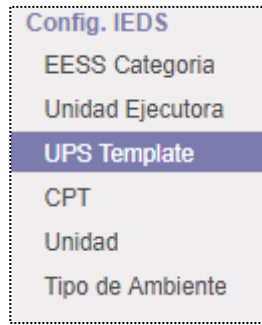 Config. IEDS
EESS Categoria
Unidad Ejecutora
UPS Template
CPT
Unidad
Tipo de Ambiente